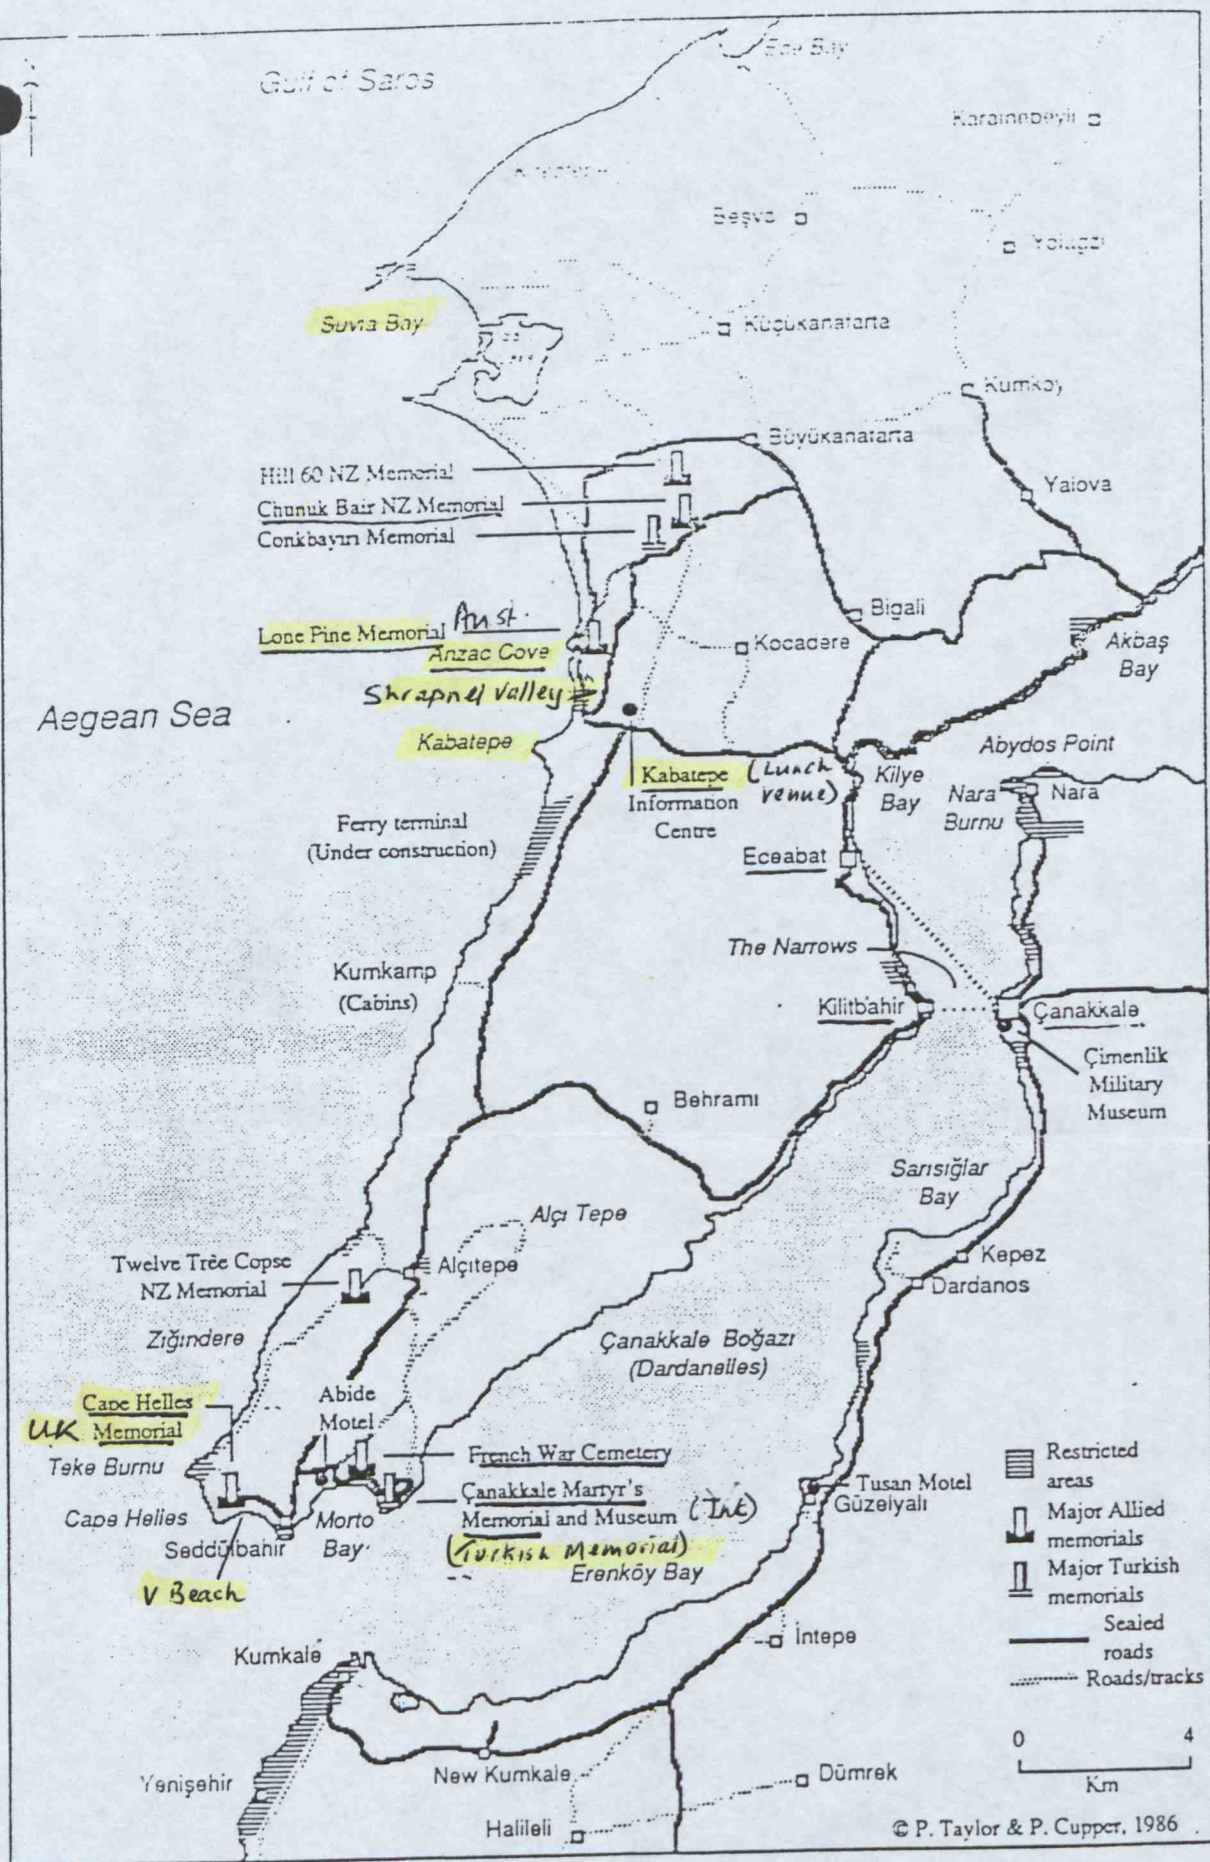 Gulf of Saros
Ece Bay
Karainebeyli
Beşyol
Yolağzi
Suvla Bay
Küçükanafarta
Kumköy
Büyükanafarta
Hill 60 NZ Memorial
Chunuk Bair NZ Memorial
Conkbayırı Memorial
Yalova
Bigali
Lone Pine Memorial Aust.
Anzac Cove
Kocadere
Akbaş
Bay
Shrapnel Valley
Aegean Sea
Kabatepe
Abydos Point
Kabatepe (Lunch
venue)
Information
Centre
Kilye
Bay
Nara
Burnu
Nara
Ferry terminal
(Under construction)
Eceabat
The Narrows
Kumkamp
(Cabins)
Kilitbahir
Çanakkale
Çimenlik
Military
Museum
Behramı
Sarısığlar
Bay
Alçı Tepe
Twelve Tree Copse
NZ Memorial
Alçıtepe
Kepez
Dardanos
Zığındere
Çanakkale Boğazı
(Dardanelles)
Cape Helles
UK Memorial
Abide
Motel
Teke Burnu
French War Cemetery
Çanakkale Martyr's
Memorial and Museum (Int)
(Turkish Memorial)
Cape Helles
Seddülbahir
Morto
Bay
V Beach
Erenköy Bay
Tusan Motel
Güzelyalı
Restricted
areas
Major Allied
memorials
Major Turkish
memorials
Sealed
roads
Roads/tracks
Kumkale
İntepe
0 4
Km
Yenişehir
New Kumkale
Dümrek
Halileli
© P. Taylor & P. Cupper, 1986